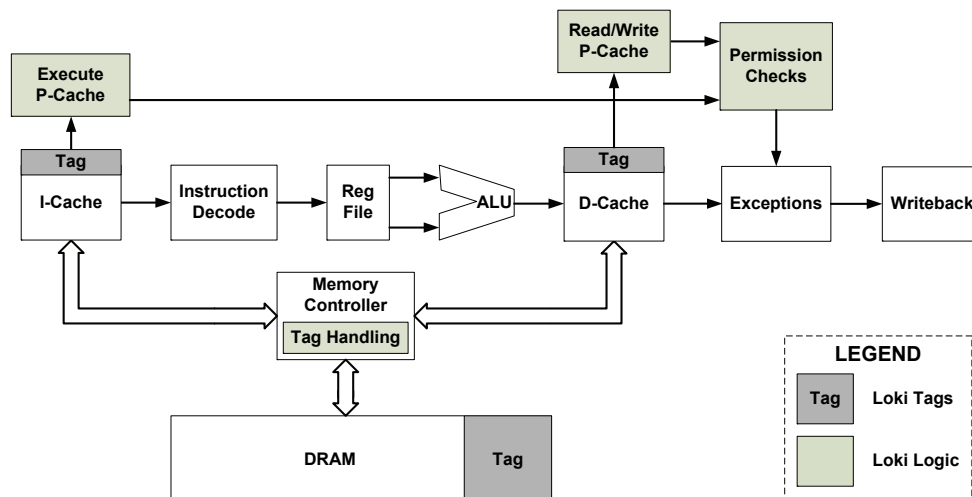 Read/Write
P-Cache
Permission
Checks
Execute
P-Cache
Tag
I-Cache
Instruction
Decode
Reg
File
ALU
Tag
D-Cache
Exceptions
Writeback
Memory
Controller
Tag Handling
DRAM
Tag
LEGEND
Tag
Loki Tags
Loki Logic